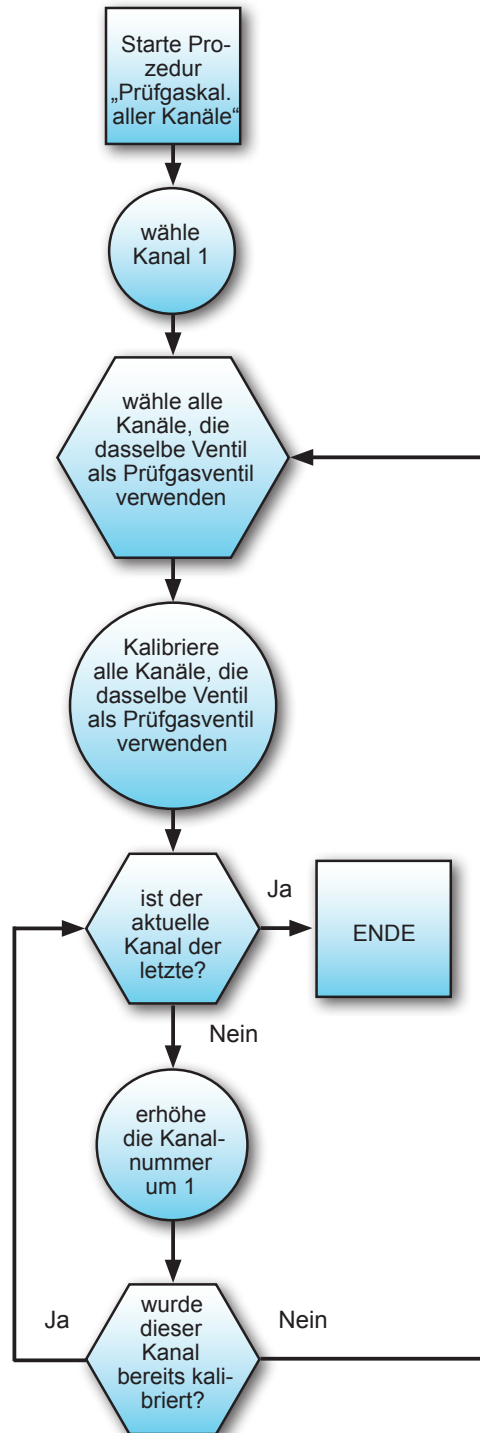 Starte Pro-
zedur
„Prüfgaskal.
aller Kanäle“
wähle
Kanal 1
wähle alle
Kanäle, die
dasselbe Ventil
als Prüfgasventil
verwenden
Kalibriere
alle Kanäle, die
dasselbe Ventil
als Prüfgasventil
verwenden
ist der
aktuelle
Kanal der
letzte?
Ja
ENDE
Nein
erhöhe
die Kanal-
nummer
um 1
Ja
wurde
dieser
Kanal
bereits kali-
briert?
Nein